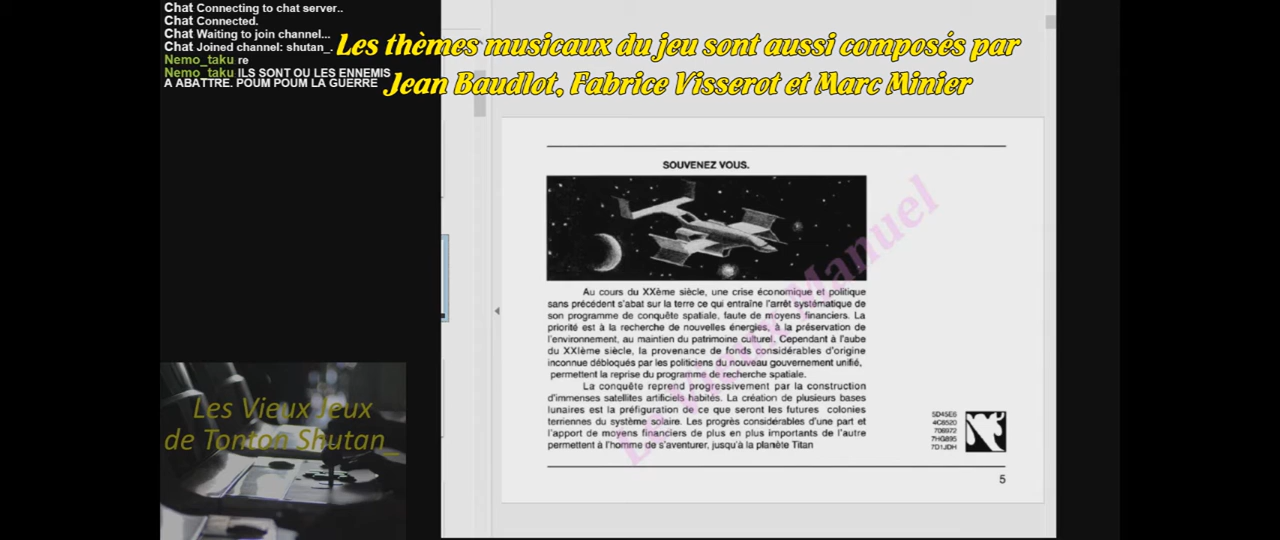 Chat Connecting to chat server..
Chat Connected.
Chat Waiting to join channel...
Chat Joined channel: shutan_.
Nemo_taku re
Nemo_taku ILS SONT OU LES ENNEMIS
A ABATTRE. POUM POUM LA GUERRE
Les thèmes musicaux du jeu sont aussi composés par
Jean Baudlot, Fabrice Visserot et Marc Minier
SOUVENEZ VOUS.
Au cours du XXème siècle, une crise économique et politique
sans précédent s'abat sur la terre ce qui entraîne l'arrêt systématique de
son programme de conquête spatiale, faute de moyens financiers. La
priorité est à la recherche de nouvelles énergies, à la préservation de
l'environnement, au maintien du patrimoine culturel. Cependant à l'aube
du XXIème siècle, la provenance de fonds considérables d'origine
inconnue débloqués par les politiciens du nouveau gouvernement unifié,
permettent la reprise du programme de recherche spatiale.
La conquête reprend progressivement par la construction
d'immenses satellites artificiels habités. La création de plusieurs bases
lunaires est la préfiguration de ce que seront les futures colonies
terriennes du système solaire. Les progrès considérables d'une part et
l'apport de moyens financiers de plus en plus importants de l'autre
permettent à l'homme de s'aventurer, jusqu'à la planète Titan
5D45E6
4C8520
706972
7HG895
7D1JDH
5
Les Vieux Jeux
de Tonton Shutan_